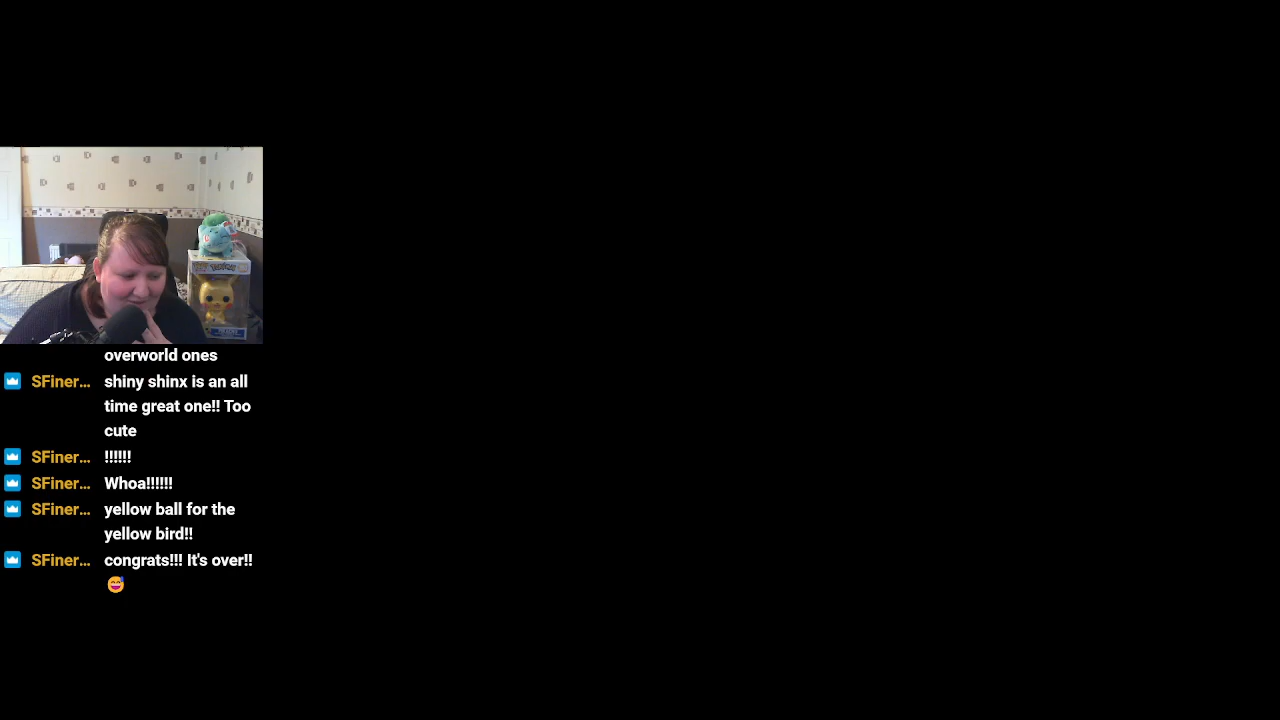 Pokémon
overworld ones
SFiner… shiny shinx is an all
time great one!! Too
cute
SFiner… !!!!!!
SFiner… Whoa!!!!!!
SFiner… yellow ball for the
yellow bird!!
SFiner… congrats!!! It's over!!
😅